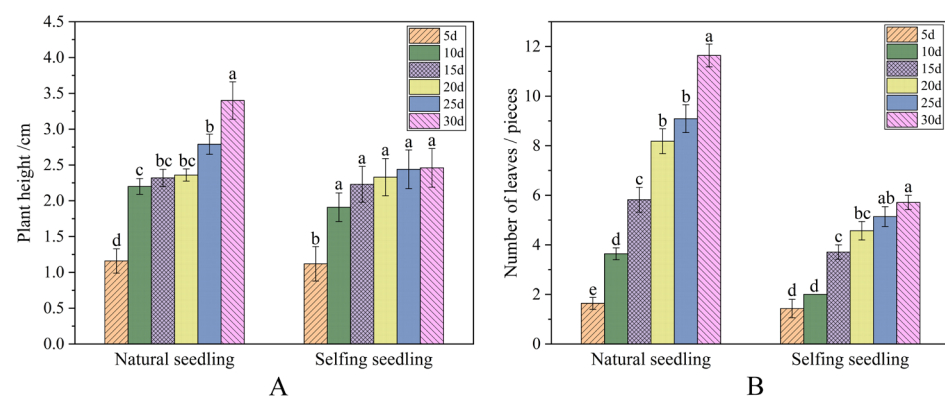 Plant height /cm
4.5
4.0
3.5
3.0
2.5
2.0
1.5
1.0
0.5
0.0
5d
10d
15d
20d
25d
30d
d
c
bc
bc
b
a
b
a
a
a
a
a
Natural seedling
Selfing seedling
A
Number of leaves / pieces
12
10
8
6
4
2
0
5d
10d
15d
20d
25d
30d
e
d
c
b
b
a
d
d
c
bc
ab
a
Natural seedling
Selfing seedling
B